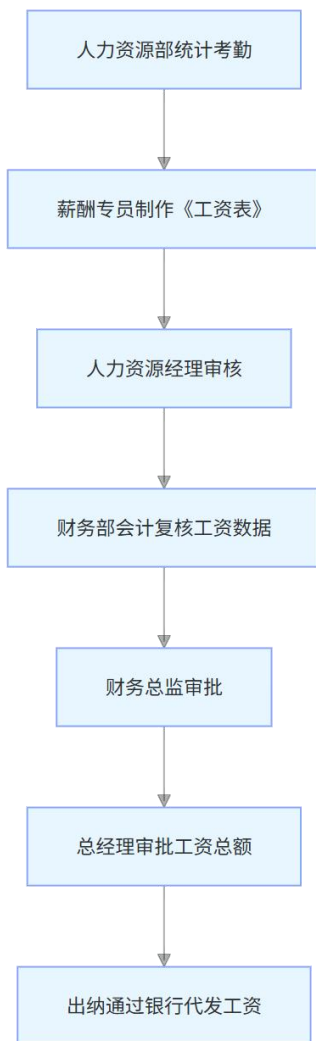 人力资源部统计考勤
薪酬专员制作《工资表》
人力资源经理审核
财务部会计复核工资数据
财务总监审批
总经理审批工资总额
出纳通过银行代发工资